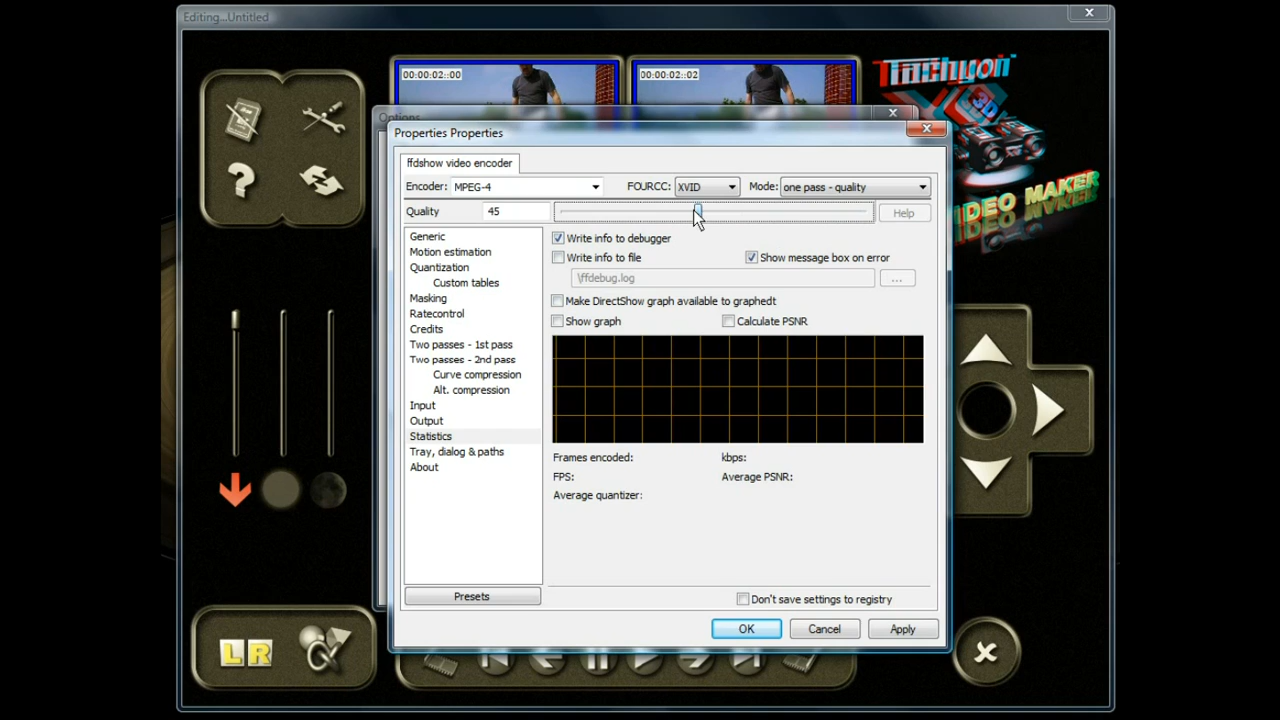 Editing...Untitled
00:00:02::00
00:00:02::02
Tachyon
3D
VIDEO MAKER
Options
Properties Properties
ffdshow video encoder
Encoder: MPEG-4 FOURCC: XVID Mode: one pass - quality
Quality 45 Help
Generic
Motion estimation
Quantization
Custom tables
Masking
Ratecontrol
Credits
Two passes - 1st pass
Two passes - 2nd pass
Curve compression
Alt. compression
Input
Output
Statistics
Tray, dialog & paths
About
Presets
Write info to debugger
Write info to file Show message box on error
\ffdebug.log ...
Make DirectShow graph available to graphedt
Show graph Calculate PSNR
Frames encoded: kbps:
FPS: Average PSNR:
Average quantizer:
Don't save settings to registry
OK Cancel Apply
L R